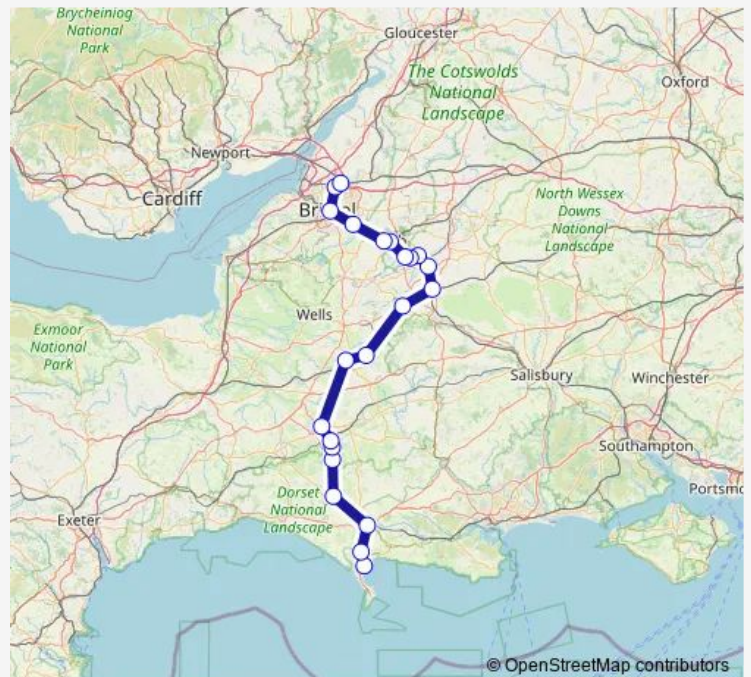 Brycheiniog
National
Park
Gloucester
The Cotswolds
National
Landscape
Oxford
Newport
Cardiff
North Wessex
Downs
National
Landscape
Wells
Exmoor
National
Park
Salisbury
Winchester
Southampton
Dorset
National
Landscape
Exeter
© OpenStreetMap contributors